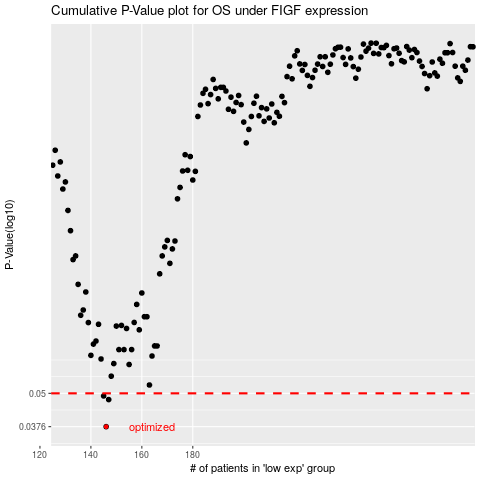 Cumulative P-Value plot for OS under FIGF expression
P-Value(log10)
0.05
0.0376
optimized
120 140 160 180
# of patients in 'low exp' group